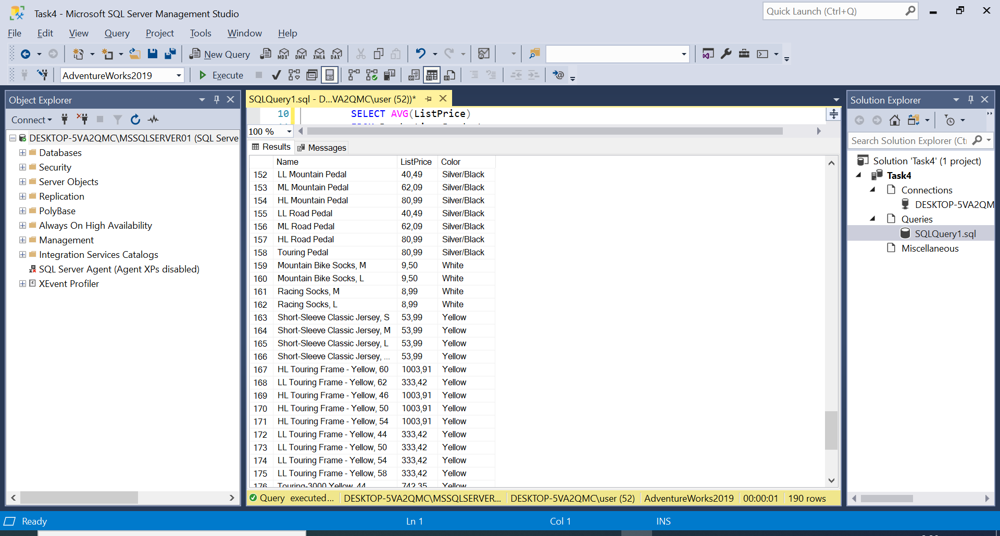 Task4 - Microsoft SQL Server Management Studio
Quick Launch (Ctrl+Q)
File Edit View Query Project Tools Window Help
New Query MDX DMX XMLA DAX
AdventureWorks2019 Execute
Object Explorer
Connect
DESKTOP-5VA2QMC\MSSQLSERVER01 (SQL Serve
Databases
Security
Server Objects
Replication
PolyBase
Always On High Availability
Management
Integration Services Catalogs
SQL Server Agent (Agent XPs disabled)
XEvent Profiler
SQLQuery1.sql - D...VA2QMC\user (52))*
10 SELECT AVG(ListPrice)
100 %
Results Messages
Name ListPrice Color
152 LL Mountain Pedal 40,49 Silver/Black
153 ML Mountain Pedal 62,09 Silver/Black
154 HL Mountain Pedal 80,99 Silver/Black
155 LL Road Pedal 40,49 Silver/Black
156 ML Road Pedal 62,09 Silver/Black
157 HL Road Pedal 80,99 Silver/Black
158 Touring Pedal 80,99 Silver/Black
159 Mountain Bike Socks, M 9,50 White
160 Mountain Bike Socks, L 9,50 White
161 Racing Socks, M 8,99 White
162 Racing Socks, L 8,99 White
163 Short-Sleeve Classic Jersey, S 53,99 Yellow
164 Short-Sleeve Classic Jersey, M 53,99 Yellow
165 Short-Sleeve Classic Jersey, L 53,99 Yellow
166 Short-Sleeve Classic Jersey, ... 53,99 Yellow
167 HL Touring Frame - Yellow, 60 1003,91 Yellow
168 LL Touring Frame - Yellow, 62 333,42 Yellow
169 HL Touring Frame - Yellow, 46 1003,91 Yellow
170 HL Touring Frame - Yellow, 50 1003,91 Yellow
171 HL Touring Frame - Yellow, 54 1003,91 Yellow
172 LL Touring Frame - Yellow, 44 333,42 Yellow
173 LL Touring Frame - Yellow, 50 333,42 Yellow
174 LL Touring Frame - Yellow, 54 333,42 Yellow
175 LL Touring Frame - Yellow, 58 333,42 Yellow
176 Touring-3000 Yellow, 44 742,35 Yellow
Query executed... DESKTOP-5VA2QMC\MSSQLSERVER... DESKTOP-5VA2QMC\user (52) AdventureWorks2019 00:00:01 190 rows
Solution Explorer
Search Solution Explorer (Ct
Solution 'Task4' (1 project)
Task4
Connections
DESKTOP-5VA2QM
Queries
SQLQuery1.sql
Miscellaneous
Ready Ln 1 Col 1 INS